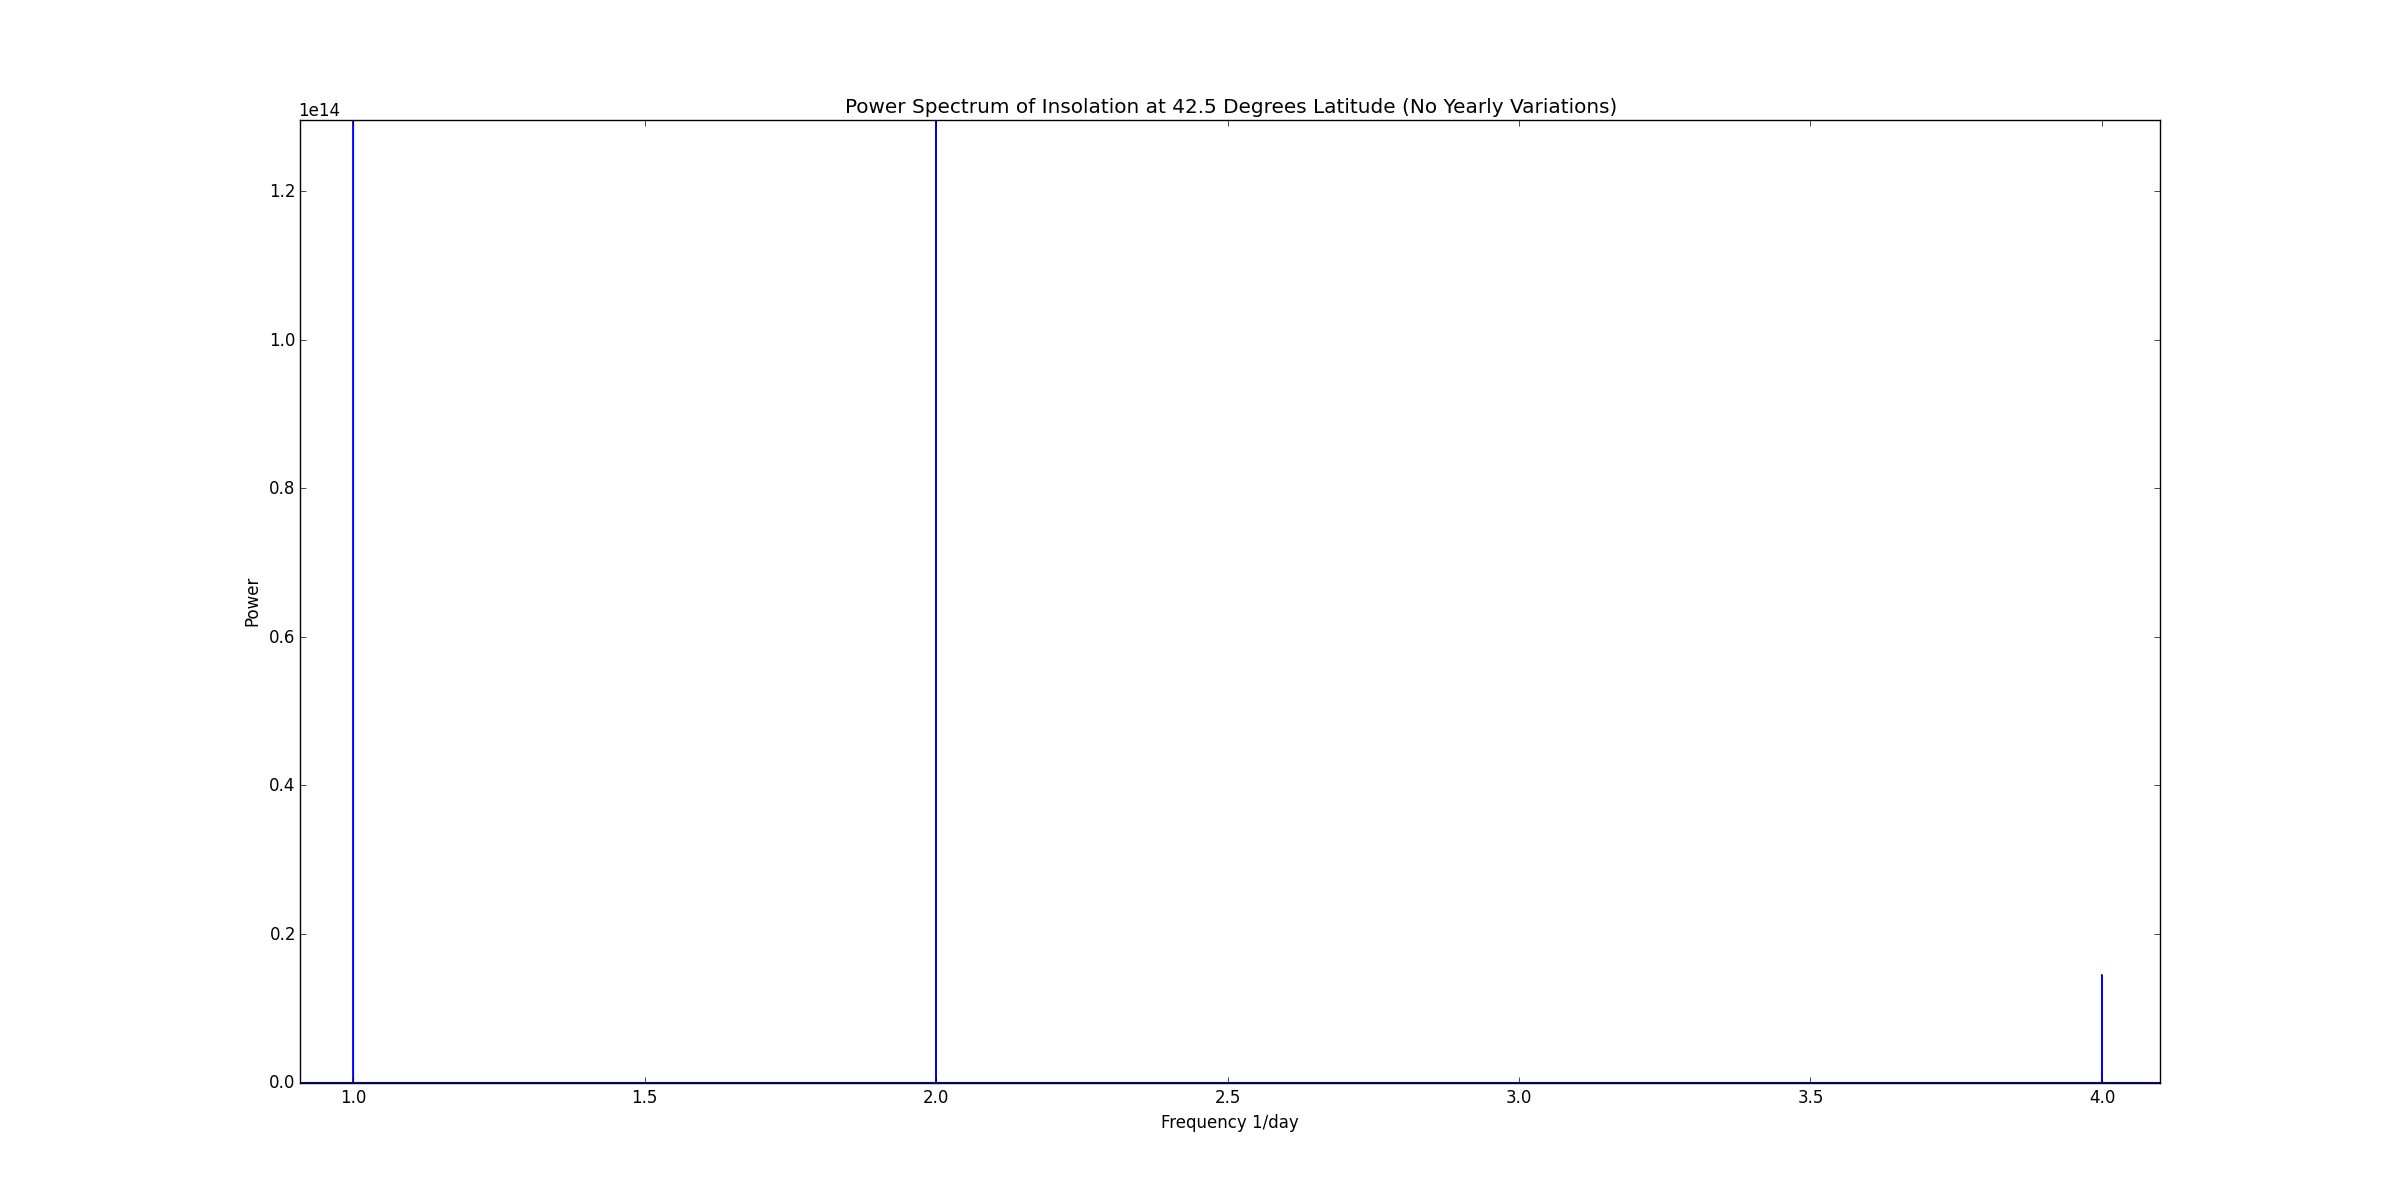 Power Spectrum of Insolation at 42.5 Degrees Latitude (No Yearly Variations)
1e14
1.2
1.0
0.8
0.6
0.4
0.2
0.0
Power
1.0 1.5 2.0 2.5 3.0 3.5 4.0
Frequency 1/day